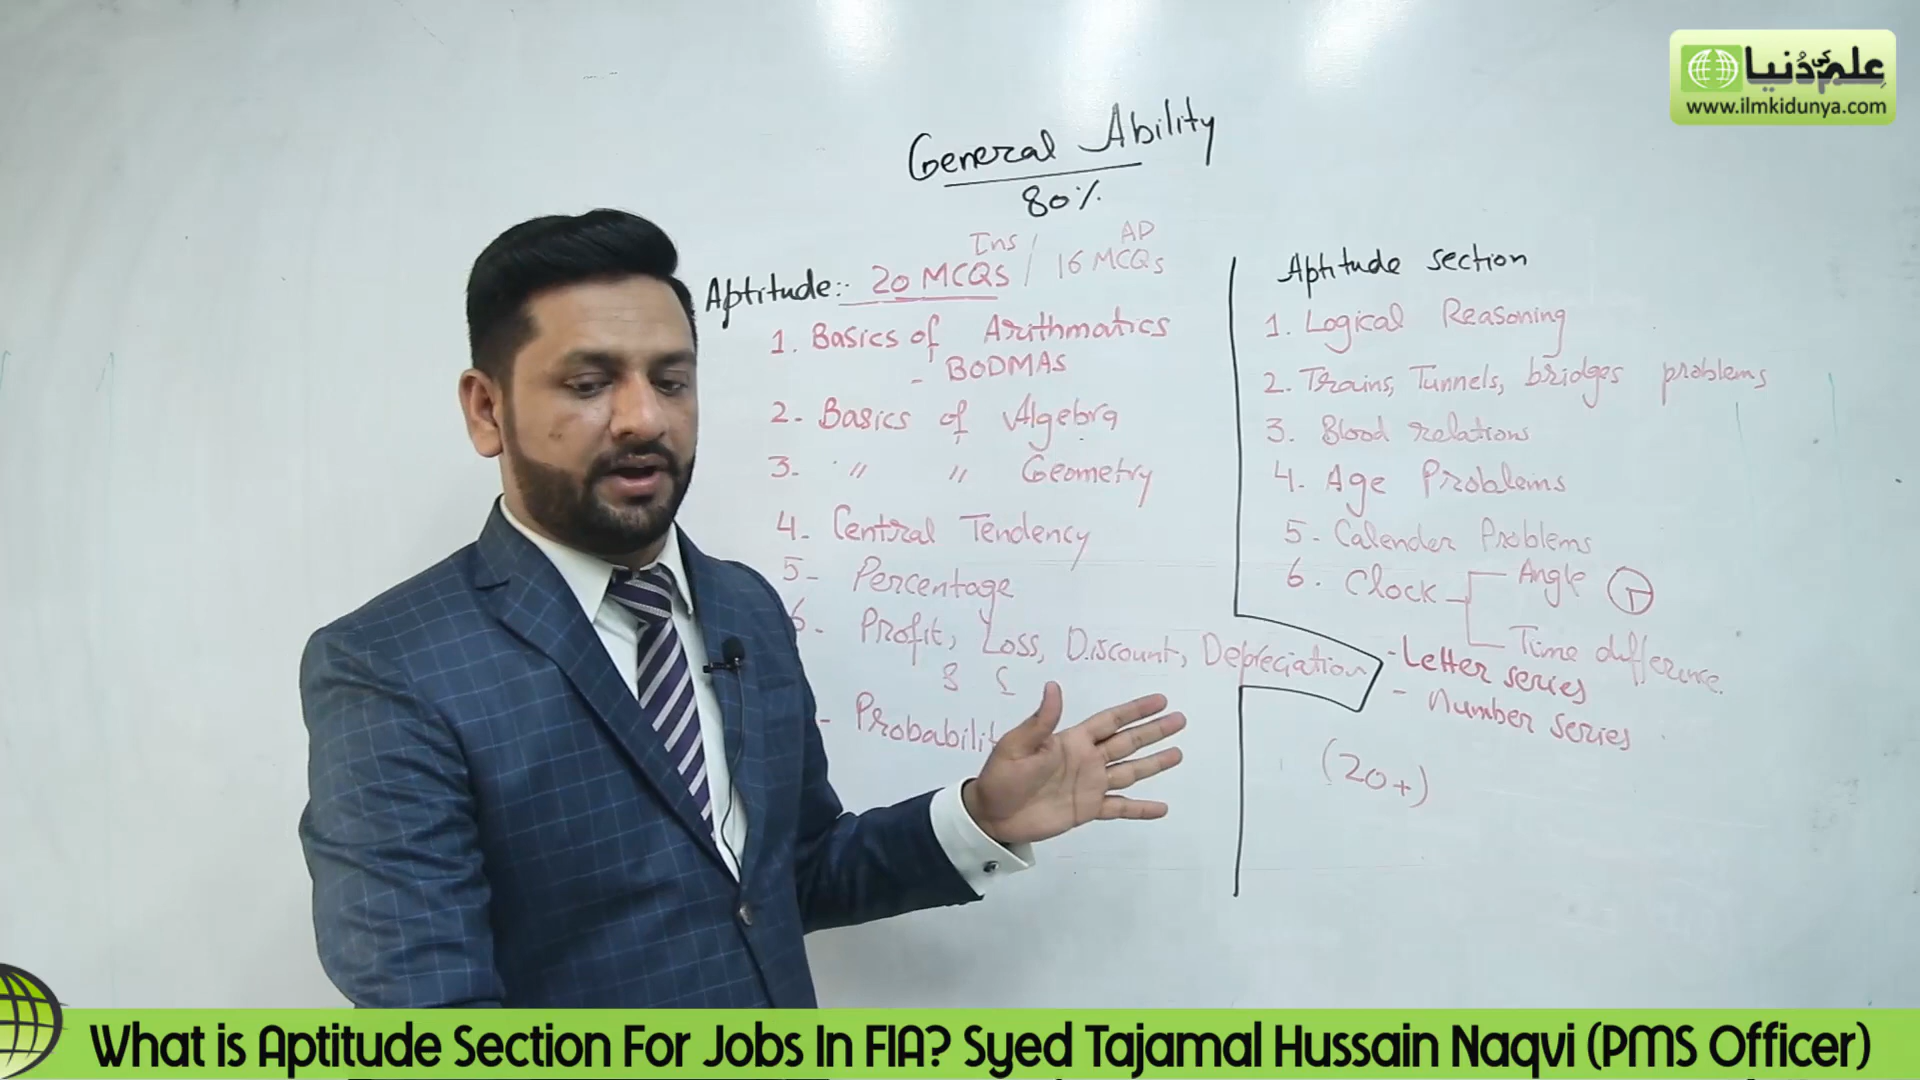 علم کی دُنیا
www.ilmkidunya.com
General Ability
80%
Ins / AD
Aptitude:- 20 MCQs / 16 MCQs
1. Basics of Arithmatics
- BODMAS
2- Basics of Algebra
3- " " Geometry
4- Central Tendency
5- Percentage
6- Profit, Loss, Discount, Depreciation
- Probabilit
Aptitude section
1. Logical Reasoning
2. Trains, Tunnels, bridges problems
3. Blood relations
4. Age Problems
5- Calender Problems
6. Clock - Angle
Time difference.
- Letter series
- Number series
(20+)
What is Aptitude Section For Jobs In FIA? Syed Tajamal Hussain Naqvi (PMS Officer)